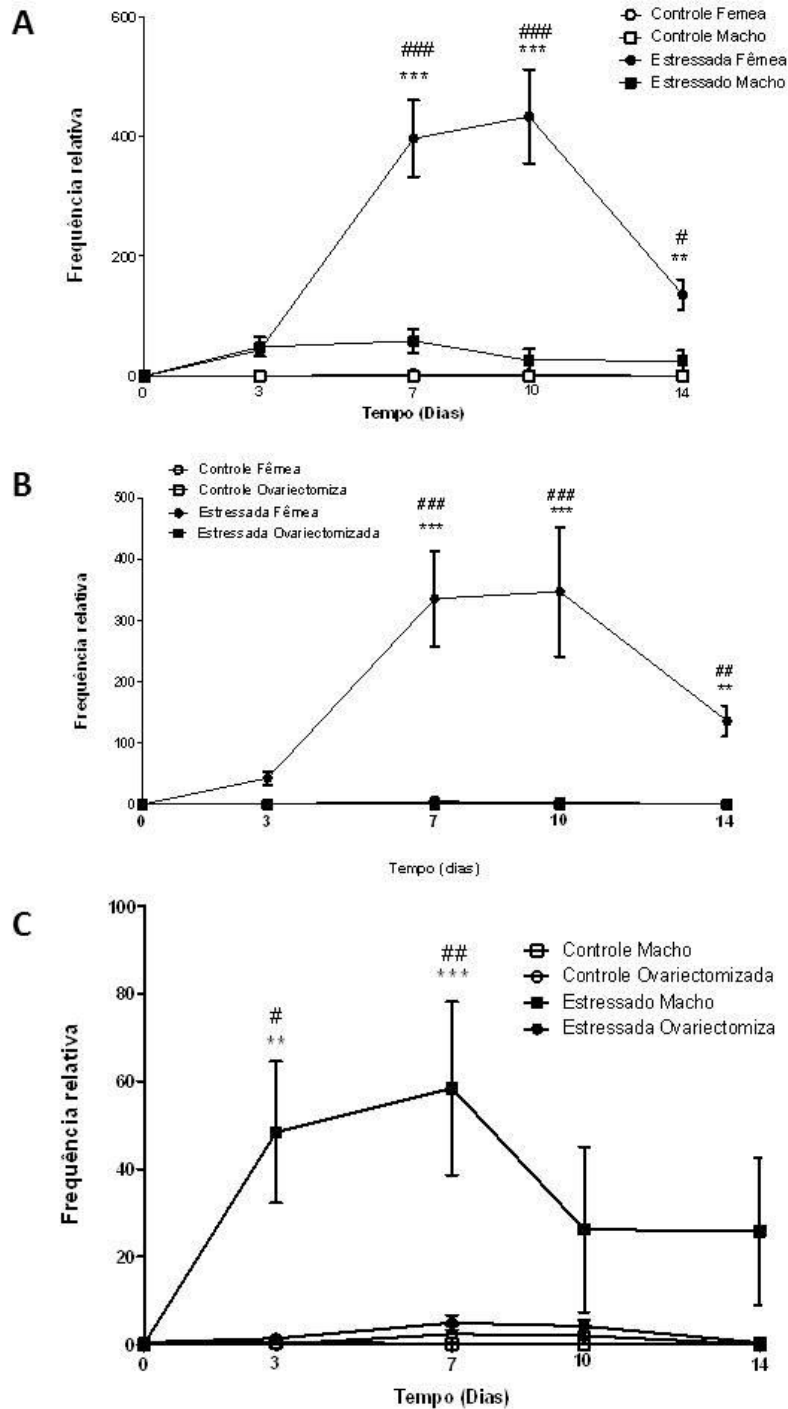 A
Controle Femea
Controle Macho
Estressada Fêmea
Estressado Macho
600
400
200
0
###
***
###
***
#
**
Frequência relativa
0 3 7 10 14
Tempo (Dias)
B
Controle Fêmea
Controle Ovariectomiza
Estressada Fêmea
Estressada Ovariectomizada
500
400
300
200
100
0
###
***
###
***
##
**
Frequência relativa
0 3 7 10 14
Tempo (dias)
C
Controle Macho
Controle Ovariectomizada
Estressado Macho
Estressada Ovariectomiza
100
80
60
40
20
0
#
**
##
***
Frequência relativa
0 3 7 10 14
Tempo (Dias)